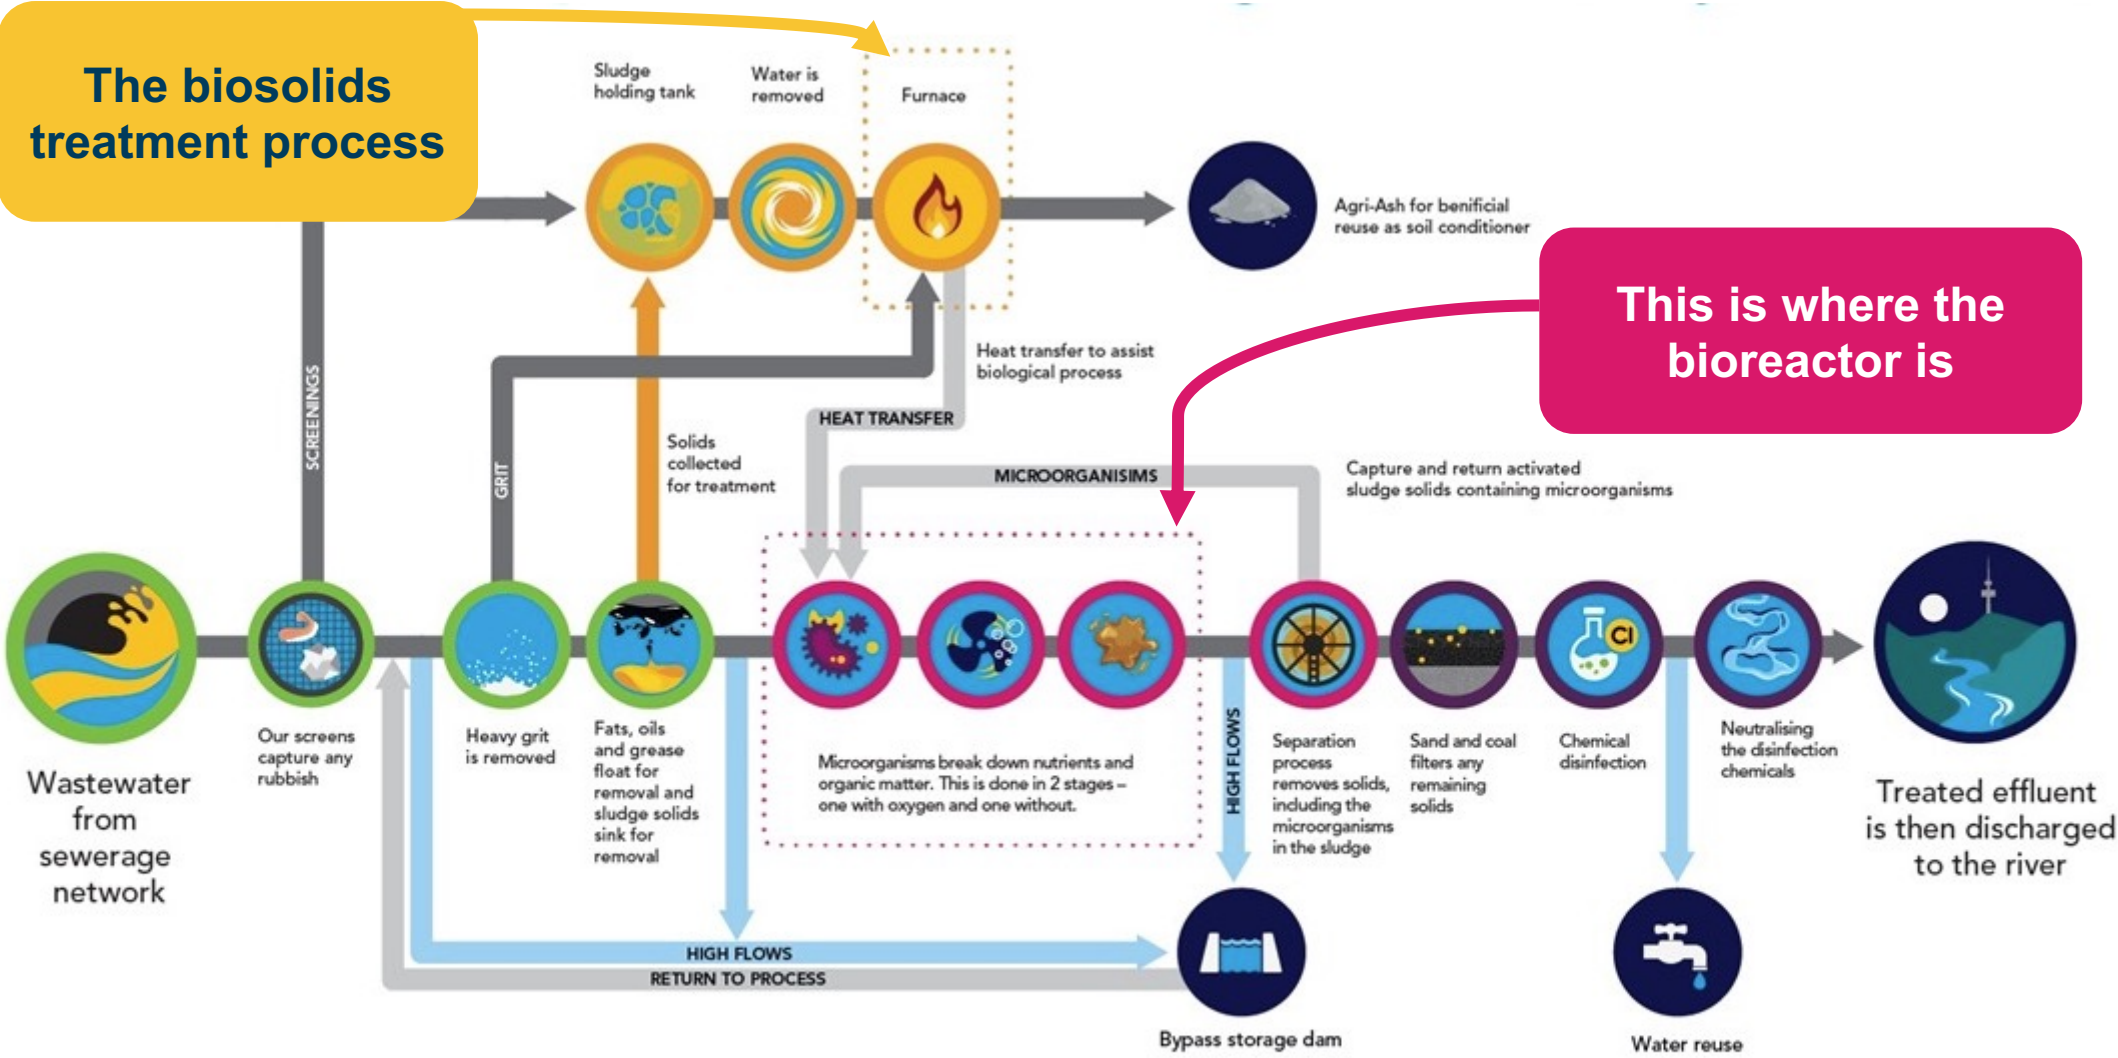 The biosolids
treatment process
Sludge
holding tank
Water is
removed
Furnace
Agri-Ash for benificial
reuse as soil conditioner
This is where the
bioreactor is
Heat transfer to assist
biological process
HEAT TRANSFER
SCREENINGS
GRIT
Solids
collected
for treatment
MICROORGANISIMS
Capture and return activated
sludge solids containing microorganisms
Cl
Wastewater
from
sewerage
network
Our screens
capture any
rubbish
Heavy grit
is removed
Fats, oils
and grease
float for
removal and
sludge solids
sink for
removal
Microorganisms break down nutrients and
organic matter. This is done in 2 stages –
one with oxygen and one without.
HIGH FLOWS
Separation
process
removes solids,
including the
microorganisms
in the sludge
Sand and coal
filters any
remaining
solids
Chemical
disinfection
Neutralising
the disinfection
chemicals
Treated effluent
is then discharged
to the river
HIGH FLOWS
RETURN TO PROCESS
Bypass storage dam
Water reuse